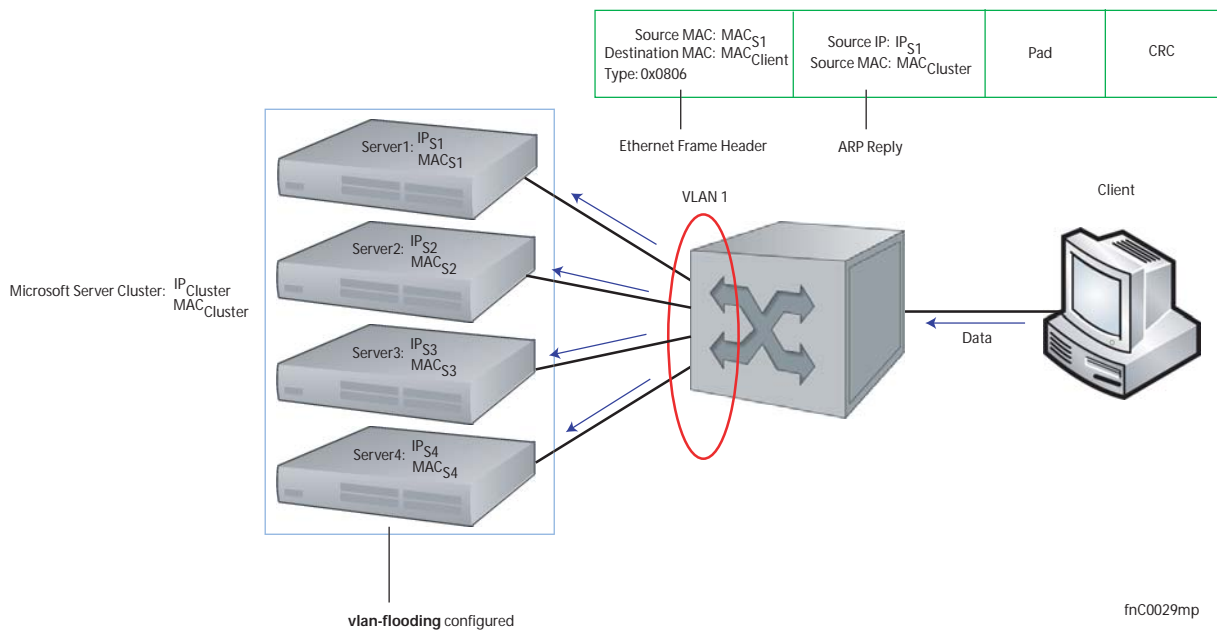 Source MAC: MACS1
Destination MAC: MACClient
Type: 0x0806
Source IP: IPS1
Source MAC: MACCluster
Pad
CRC
Ethernet Frame Header
ARP Reply
Server1: IPS1
MACS1
Server2: IPS2
MACS2
Server3: IPS3
MACS3
Server4: IPS4
MACS4
Microsoft Server Cluster: IPCluster
MACCluster
VLAN 1
Client
Data
vlan-flooding configured
fnC0029mp